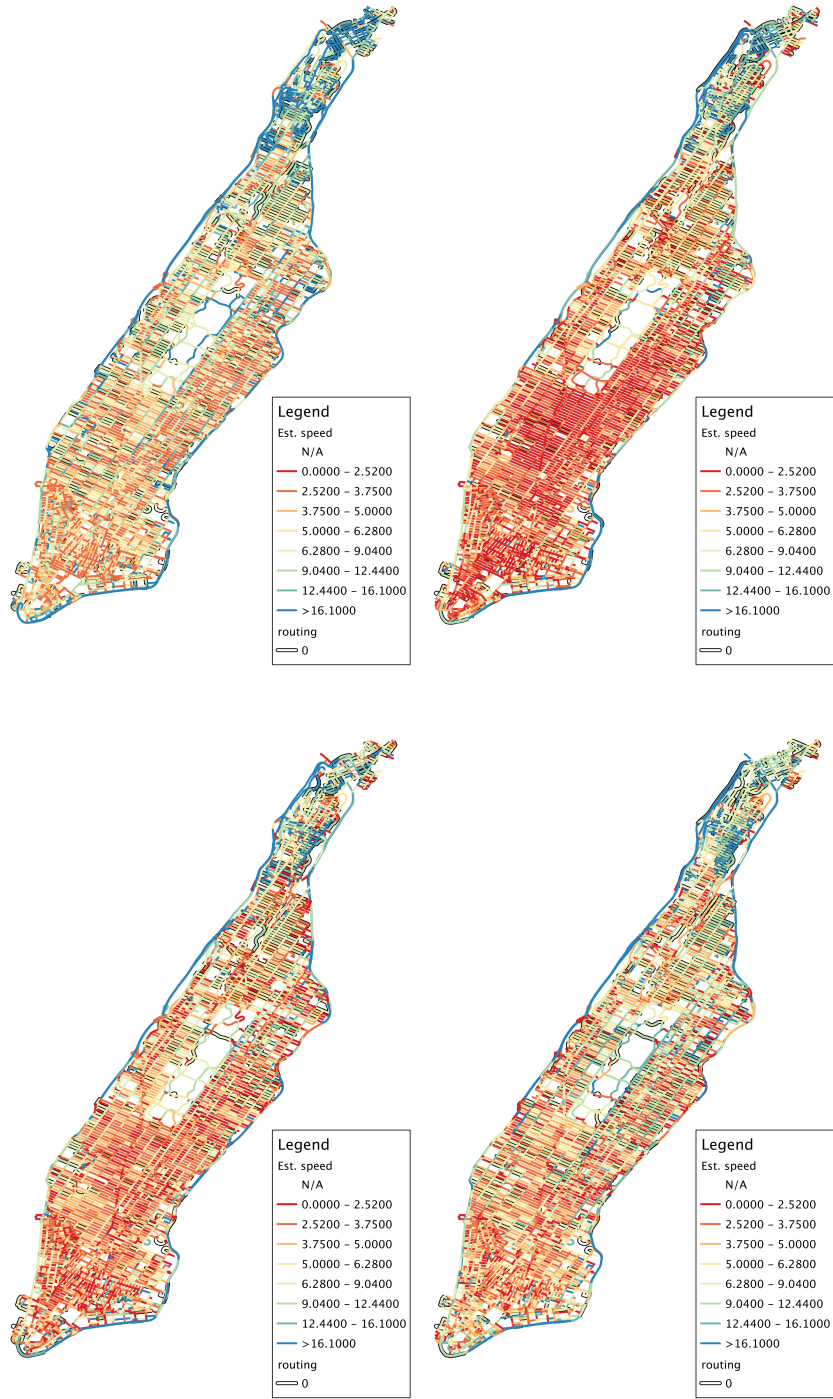 Legend
Est. speed
N/A
0.0000 – 2.5200
2.5200 – 3.7500
3.7500 – 5.0000
5.0000 – 6.2800
6.2800 – 9.0400
9.0400 – 12.4400
12.4400 – 16.1000
>16.1000
routing
0
Legend
Est. speed
N/A
0.0000 – 2.5200
2.5200 – 3.7500
3.7500 – 5.0000
5.0000 – 6.2800
6.2800 – 9.0400
9.0400 – 12.4400
12.4400 – 16.1000
>16.1000
routing
0
Legend
Est. speed
N/A
0.0000 – 2.5200
2.5200 – 3.7500
3.7500 – 5.0000
5.0000 – 6.2800
6.2800 – 9.0400
9.0400 – 12.4400
12.4400 – 16.1000
>16.1000
routing
0
Legend
Est. speed
N/A
0.0000 – 2.5200
2.5200 – 3.7500
3.7500 – 5.0000
5.0000 – 6.2800
6.2800 – 9.0400
9.0400 – 12.4400
12.4400 – 16.1000
>16.1000
routing
0